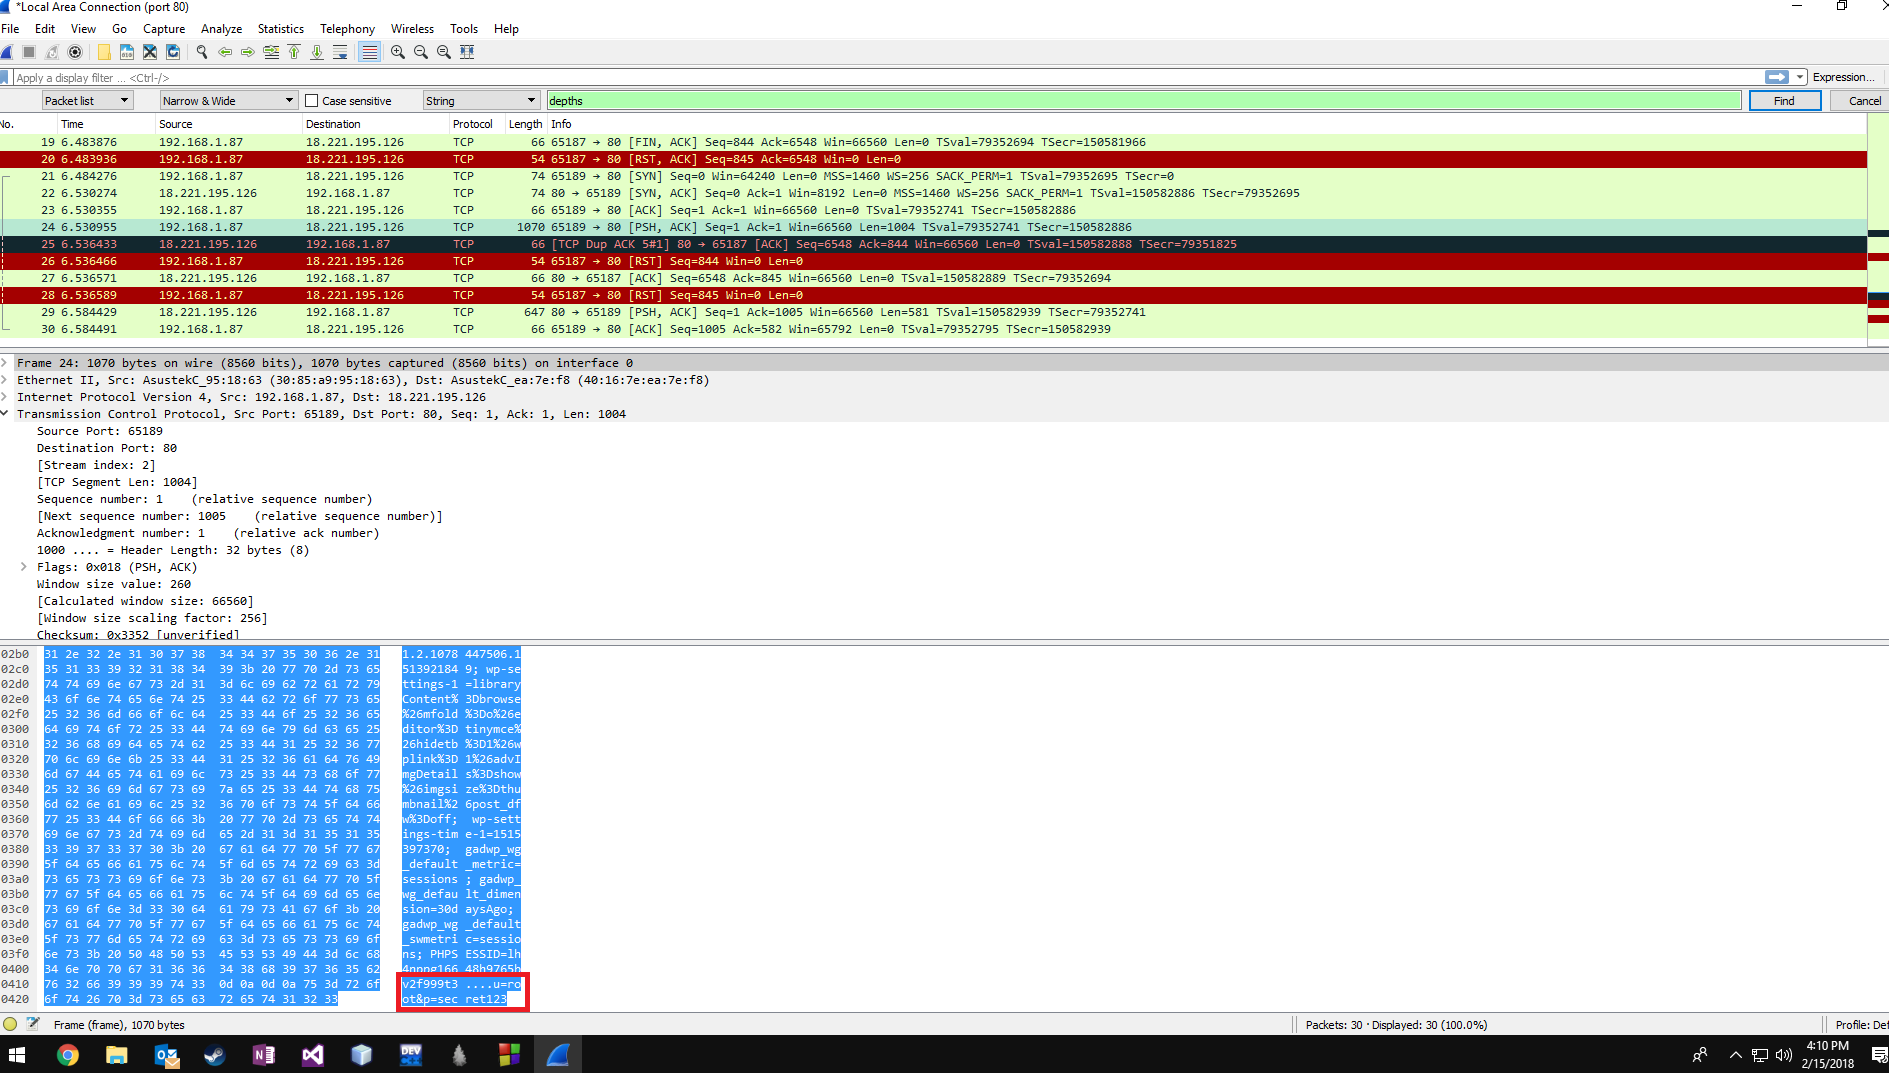 *Local Area Connection (port 80)
File Edit View Go Capture Analyze Statistics Telephony Wireless Tools Help
Apply a display filter ... <Ctrl-/> Expression...
Packet list Narrow & Wide Case sensitive String depths Find Cancel
No. Time Source Destination Protocol Length Info
19 6.483876 192.168.1.87 18.221.195.126 TCP 66 65187 → 80 [FIN, ACK] Seq=844 Ack=6548 Win=66560 Len=0 TSval=79352694 TSecr=150581966
20 6.483936 192.168.1.87 18.221.195.126 TCP 54 65187 → 80 [RST, ACK] Seq=845 Ack=6548 Win=0 Len=0
21 6.484276 192.168.1.87 18.221.195.126 TCP 74 65189 → 80 [SYN] Seq=0 Win=64240 Len=0 MSS=1460 WS=256 SACK_PERM=1 TSval=79352695 TSecr=0
22 6.530274 18.221.195.126 192.168.1.87 TCP 74 80 → 65189 [SYN, ACK] Seq=0 Ack=1 Win=8192 Len=0 MSS=1460 WS=256 SACK_PERM=1 TSval=150582886 TSecr=79352695
23 6.530355 192.168.1.87 18.221.195.126 TCP 66 65189 → 80 [ACK] Seq=1 Ack=1 Win=66560 Len=0 TSval=79352741 TSecr=150582886
24 6.530955 192.168.1.87 18.221.195.126 TCP 1070 65189 → 80 [PSH, ACK] Seq=1 Ack=1 Win=66560 Len=1004 TSval=79352741 TSecr=150582886
25 6.536433 18.221.195.126 192.168.1.87 TCP 66 [TCP Dup ACK 5#1] 80 → 65187 [ACK] Seq=6548 Ack=844 Win=66560 Len=0 TSval=150582888 TSecr=79351825
26 6.536466 192.168.1.87 18.221.195.126 TCP 54 65187 → 80 [RST] Seq=844 Win=0 Len=0
27 6.536571 18.221.195.126 192.168.1.87 TCP 66 80 → 65187 [ACK] Seq=6548 Ack=845 Win=66560 Len=0 TSval=150582889 TSecr=79352694
28 6.536589 192.168.1.87 18.221.195.126 TCP 54 65187 → 80 [RST] Seq=845 Win=0 Len=0
29 6.584429 18.221.195.126 192.168.1.87 TCP 647 80 → 65189 [PSH, ACK] Seq=1 Ack=1005 Win=66560 Len=581 TSval=150582939 TSecr=79352741
30 6.584491 192.168.1.87 18.221.195.126 TCP 66 65189 → 80 [ACK] Seq=1005 Ack=582 Win=65792 Len=0 TSval=79352795 TSecr=150582939
Frame 24: 1070 bytes on wire (8560 bits), 1070 bytes captured (8560 bits) on interface 0
Ethernet II, Src: AsustekC_95:18:63 (30:85:a9:95:18:63), Dst: AsustekC_ea:7e:f8 (40:16:7e:ea:7e:f8)
Internet Protocol Version 4, Src: 192.168.1.87, Dst: 18.221.195.126
Transmission Control Protocol, Src Port: 65189, Dst Port: 80, Seq: 1, Ack: 1, Len: 1004
Source Port: 65189
Destination Port: 80
[Stream index: 2]
[TCP Segment Len: 1004]
Sequence number: 1 (relative sequence number)
[Next sequence number: 1005 (relative sequence number)]
Acknowledgment number: 1 (relative ack number)
1000 .... = Header Length: 32 bytes (8)
Flags: 0x018 (PSH, ACK)
Window size value: 260
[Calculated window size: 66560]
[Window size scaling factor: 256]
Checksum: 0x3352 [unverified]
02b0 31 2e 32 2e 31 30 37 38 34 34 37 35 30 36 2e 31 1.2.1078 447506.1
02c0 35 31 33 39 32 31 38 34 39 3b 20 77 70 2d 73 65 51392184 9; wp-se
02d0 74 74 69 6e 67 73 2d 31 3d 6c 69 62 72 61 72 79 ttings-1 =library
02e0 43 6f 6e 74 65 6e 74 25 33 44 62 72 6f 77 73 65 Content% 3Dbrowse
02f0 25 32 36 6d 66 6f 6c 64 25 33 44 6f 25 32 36 65 %26mfold %3Do%26e
0300 64 69 74 6f 72 25 33 44 74 69 6e 79 6d 63 65 25 ditor%3D tinymce%
0310 32 36 68 69 64 65 74 62 25 33 44 31 25 32 36 77 26hidetb %3D1%26w
0320 70 6c 69 6e 6b 25 33 44 31 25 32 36 61 64 76 49 plink%3D 1%26advI
0330 6d 67 44 65 74 61 69 6c 73 25 33 44 73 68 6f 77 mgDetail s%3Dshow
0340 25 32 36 69 6d 67 73 69 7a 65 25 33 44 74 68 75 %26imgsi ze%3Dthu
0350 6d 62 6e 61 69 6c 25 32 36 70 6f 73 74 5f 64 66 mbnail%2 6post_df
0360 77 25 33 44 6f 66 66 3b 20 77 70 2d 73 65 74 74 w%3Doff; wp-sett
0370 69 6e 67 73 2d 74 69 6d 65 2d 31 3d 31 35 31 35 ings-tim e-1=1515
0380 33 39 37 33 37 30 3b 20 67 61 64 77 70 5f 77 67 397370; gadwp_wg
0390 5f 64 65 66 61 75 6c 74 5f 6d 65 74 72 69 63 3d _default _metric=
03a0 73 65 73 73 69 6f 6e 73 3b 20 67 61 64 77 70 5f sessions ; gadwp_
03b0 77 67 5f 64 65 66 61 75 6c 74 5f 64 69 6d 65 6e wg_defau lt_dimen
03c0 73 69 6f 6e 3d 33 30 64 61 79 73 41 67 6f 3b 20 sion=30d aysAgo;
03d0 67 61 64 77 70 5f 77 67 5f 64 65 66 61 75 6c 74 gadwp_wg _default
03e0 5f 73 77 6d 65 74 72 69 63 3d 73 65 73 73 69 6f _swmetri c=sessio
03f0 6e 73 3b 20 50 48 50 53 45 53 53 49 44 3d 6c 68 ns; PHPS ESSID=lh
0400 34 6e 70 70 67 31 36 36 34 38 68 39 37 36 35 62 4nppg166 48h9765b
0410 76 32 66 39 39 39 74 33 0d 0a 0d 0a 75 3d 72 6f v2f999t3 ....u=ro
0420 6f 74 26 70 3d 73 65 63 72 65 74 31 32 33 ot&p=sec ret123
Frame (frame), 1070 bytes Packets: 30 · Displayed: 30 (100.0%) Profile: Def
4:10 PM
2/15/2018